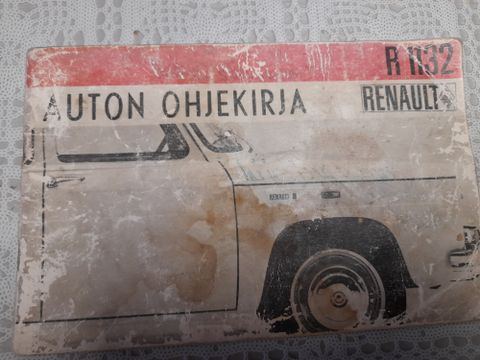 R 1132
AUTON OHJEKIRJA
RENAULT